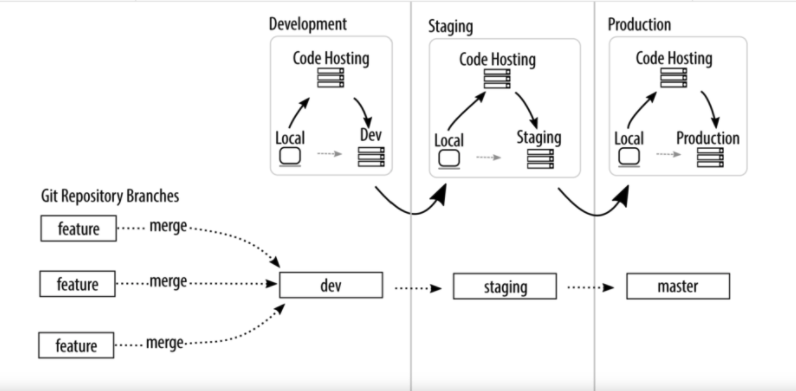 Development
Staging
Production
Code Hosting
Code Hosting
Code Hosting
Local
Dev
Local
Staging
Local
Production
Git Repository Branches
feature
merge
feature
merge
dev
staging
master
feature
merge